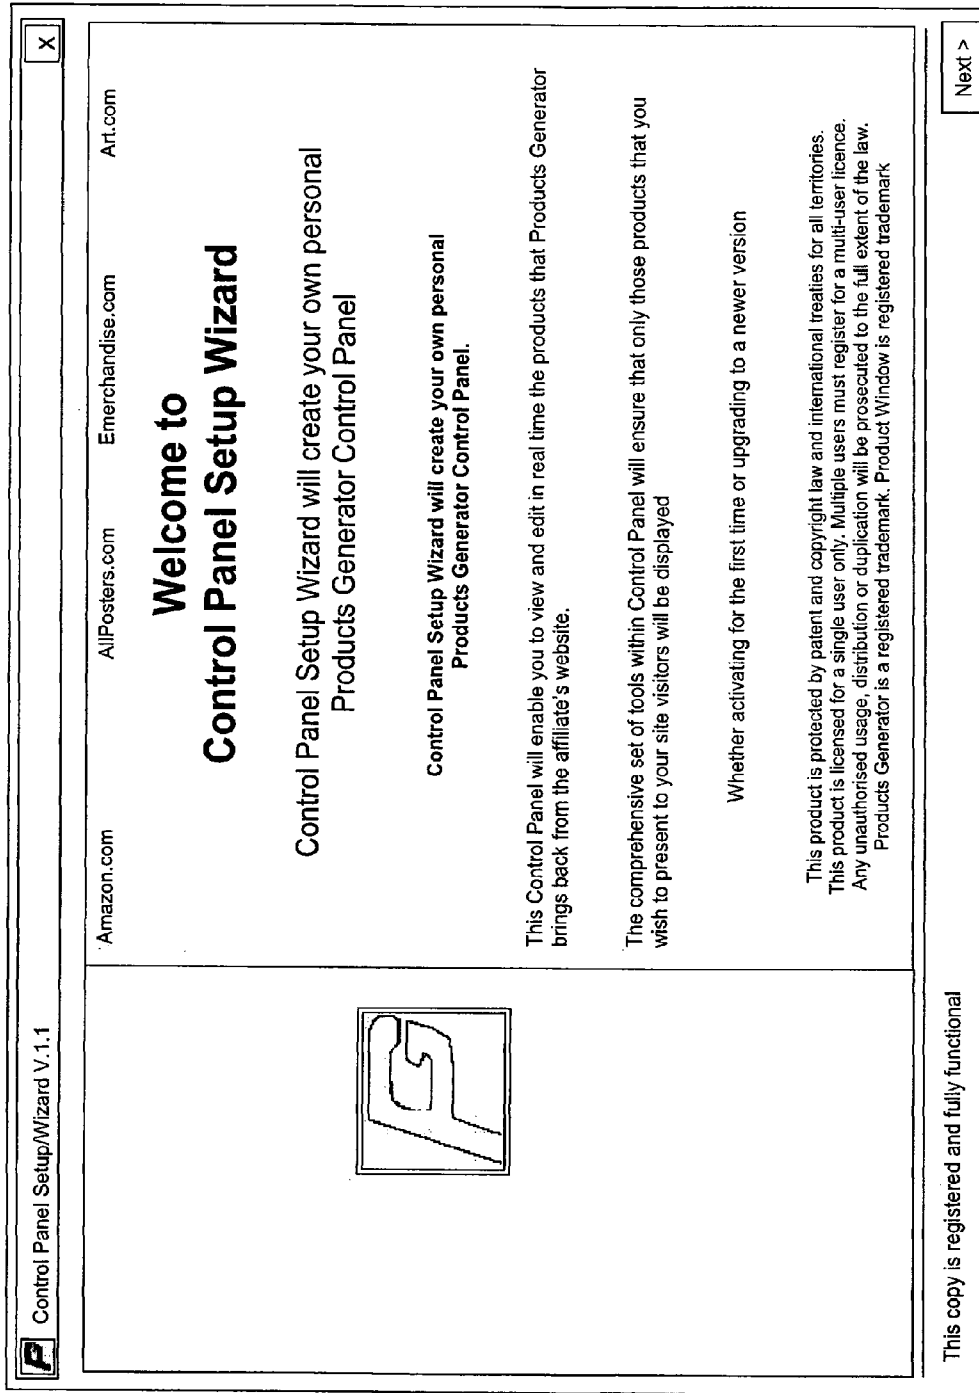 Control Panel Setup/Wizard V.1.1
X
Amazon.com AllPosters.com Emerchandise.com Art.com
Welcome to
Control Panel Setup Wizard
Control Panel Setup Wizard will create your own personal
Products Generator Control Panel
Control Panel Setup Wizard will create your own personal
Products Generator Control Panel.
This Control Panel will enable you to view and edit in real time the products that Products Generator
brings back from the affiliate's website.
The comprehensive set of tools within Control Panel will ensure that only those products that you
wish to present to your site visitors will be displayed
Whether activating for the first time or upgrading to a newer version
This product is protected by patent and copyright law and international treaties for all territories.
This product is licensed for a single user only. Multiple users must register for a multi-user licence.
Any unauthorised usage, distribution or duplication will be prosecuted to the full extent of the law.
Products Generator is a registered trademark. Product Window is registered trademark
This copy is registered and fully functional
Next >